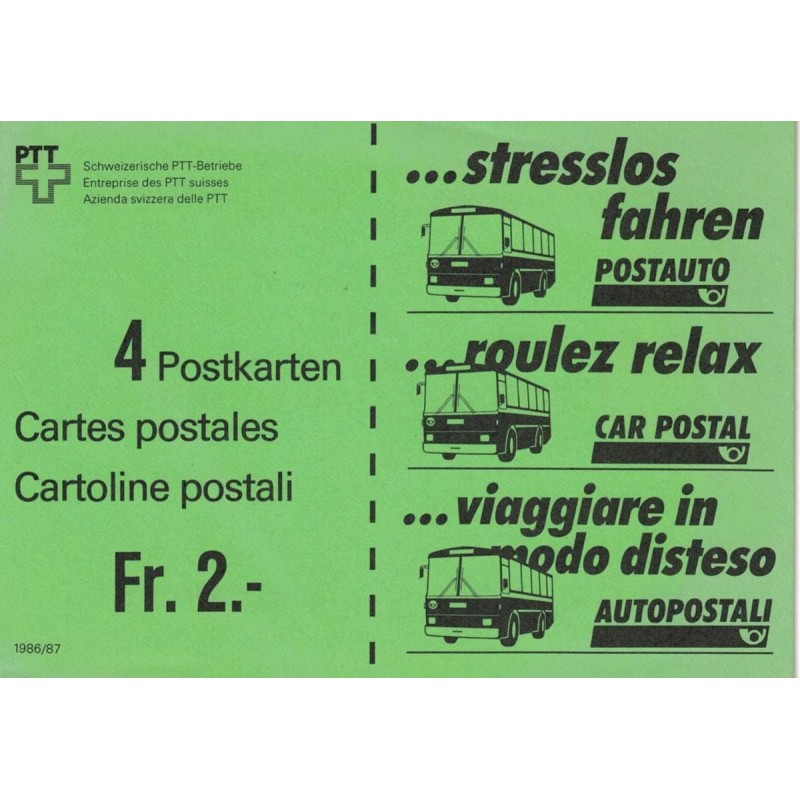 PTT
Schweizerische PTT-Betriebe
Entreprise des PTT suisses
Azienda svizzera delle PTT
4 Postkarten
Cartes postales
Cartoline postali
Fr. 2.-
1986/87
...stresslos
fahren
POSTAUTO
...roulez relax
CAR POSTAL
...viaggiare in
modo disteso
AUTOPOSTALI